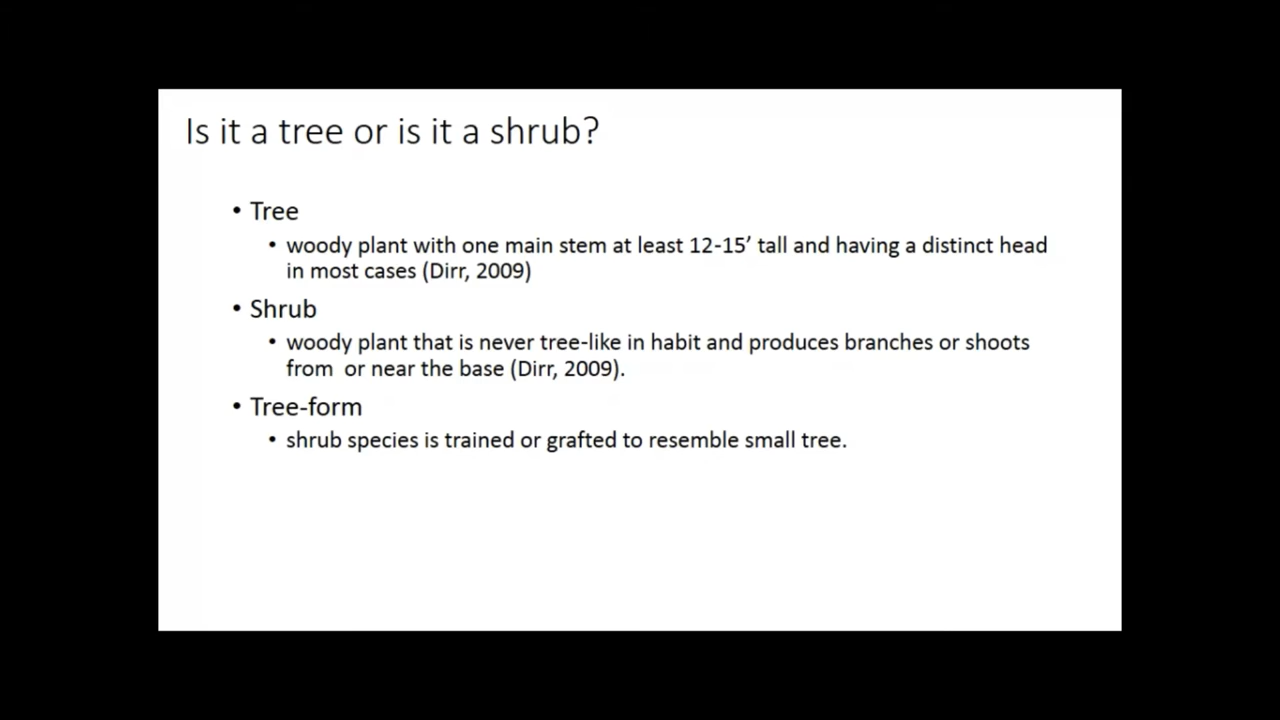 Is it a tree or is it a shrub?
• Tree
• woody plant with one main stem at least 12-15’ tall and having a distinct head
in most cases (Dirr, 2009)
• Shrub
• woody plant that is never tree-like in habit and produces branches or shoots
from  or near the base (Dirr, 2009).
• Tree-form
• shrub species is trained or grafted to resemble small tree.